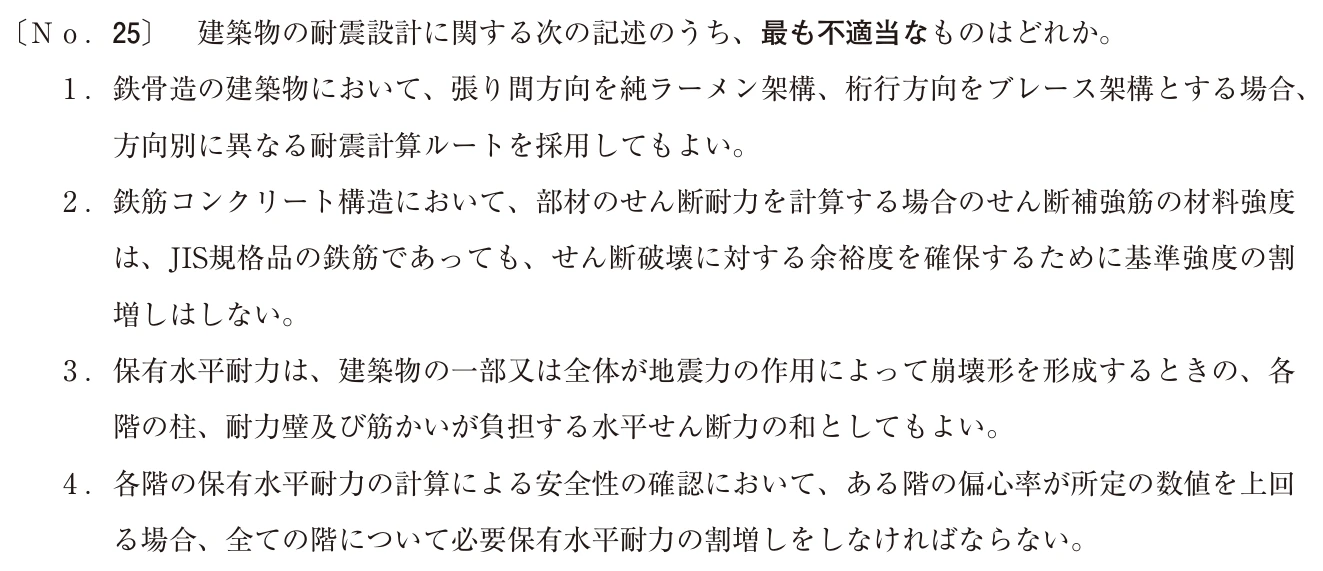 〔Ｎｏ．25〕　建築物の耐震設計に関する次の記述のうち、最も不適当なものはどれか。
１．鉄骨造の建築物において、張り間方向を純ラーメン架構、桁行方向をブレース架構とする場合、
方向別に異なる耐震計算ルートを採用してもよい。
２．鉄筋コンクリート構造において、部材のせん断耐力を計算する場合のせん断補強筋の材料強度
は、JIS規格品の鉄筋であっても、せん断破壊に対する余裕度を確保するために基準強度の割
増しはしない。
３．保有水平耐力は、建築物の一部又は全体が地震力の作用によって崩壊形を形成するときの、各
階の柱、耐力壁及び筋かいが負担する水平せん断力の和としてもよい。
４．各階の保有水平耐力の計算による安全性の確認において、ある階の偏心率が所定の数値を上回
る場合、全ての階について必要保有水平耐力の割増しをしなければならない。